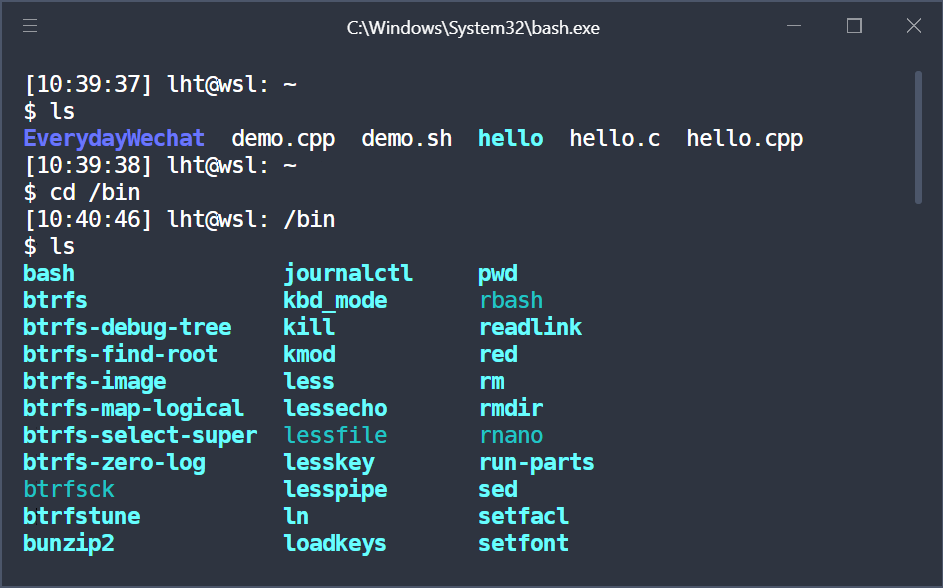 C:\Windows\System32\bash.exe
[10:39:37] lht@wsl: ~
$ ls
EverydayWechat  demo.cpp  demo.sh  hello  hello.c  hello.cpp
[10:39:38] lht@wsl: ~
$ cd /bin
[10:40:46] lht@wsl: /bin
$ ls
bash                journalctl     pwd
btrfs               kbd_mode       rbash
btrfs-debug-tree    kill           readlink
btrfs-find-root     kmod           red
btrfs-image         less           rm
btrfs-map-logical   lessecho       rmdir
btrfs-select-super  lessfile       rnano
btrfs-zero-log      lesskey        run-parts
btrfsck             lesspipe       sed
btrfstune           ln             setfacl
bunzip2             loadkeys       setfont